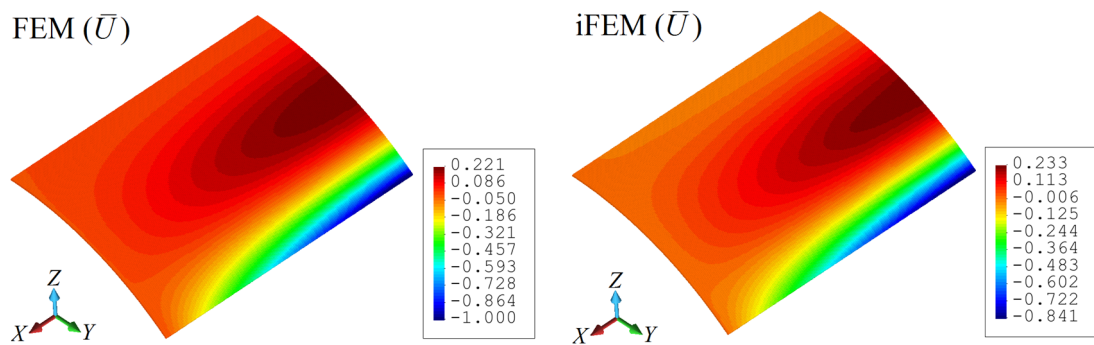 FEM (Ū)
0.221
0.086
-0.050
-0.186
-0.321
-0.457
-0.593
-0.728
-0.864
-1.000
Z
X
Y
iFEM (Ū)
0.233
0.113
-0.006
-0.125
-0.244
-0.364
-0.483
-0.602
-0.722
-0.841
Z
X
Y